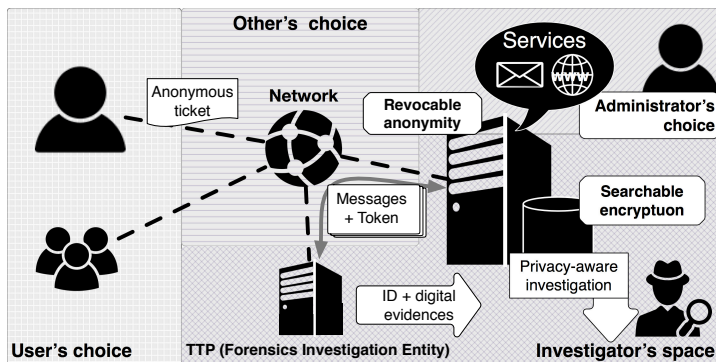 Other's choice
Services
www
Anonymous
ticket
Network
Revocable
anonymity
Administrator's
choice
Messages
+ Token
Searchable
encryptuon
Privacy-aware
investigation
ID + digital
evidences
User's choice
TTP (Forensics Investigation Entity)
Investigator's space